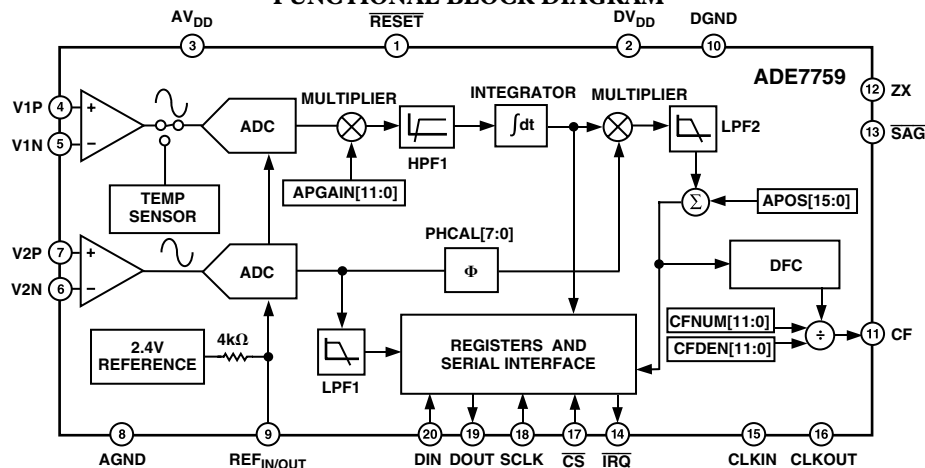 FUNCTIONAL BLOCK DIAGRAM
AVDD
RESET
DVDD
DGND
3
1
2
10
ADE7759
V1P 4
V1N 5
+
−
ADC
MULTIPLIER
HPF1
INTEGRATOR
∫dt
MULTIPLIER
LPF2
12 ZX
13 SAG
TEMP
SENSOR
APGAIN[11:0]
Σ
APOS[15:0]
V2P 7
V2N 6
+
−
ADC
PHCAL[7:0]
Φ
DFC
2.4V
REFERENCE
4kΩ
LPF1
REGISTERS AND
SERIAL INTERFACE
CFNUM[11:0]
CFDEN[11:0]
÷
11 CF
8
9
20
19
18
17
14
15
16
AGND
REFIN/OUT
DIN
DOUT
SCLK
CS
IRQ
CLKIN
CLKOUT